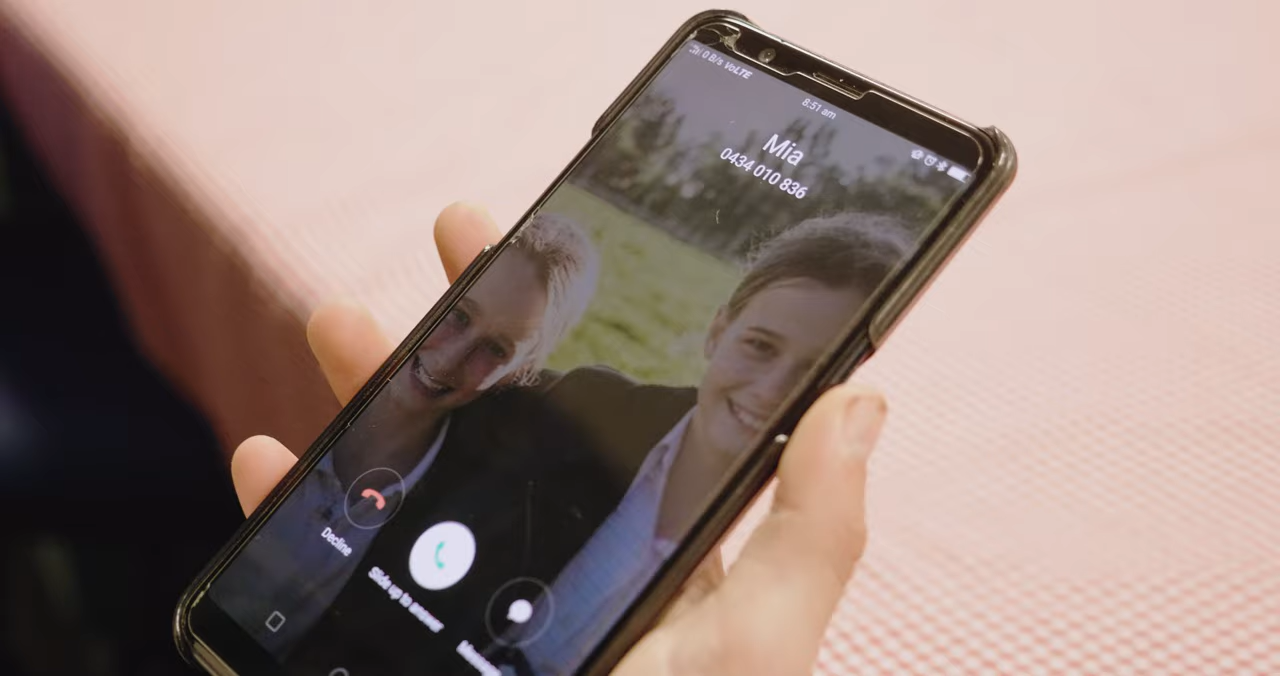 0 B/s VoLTE
8:51 am
Mia
0434 010 836
Decline
Slide up to answer